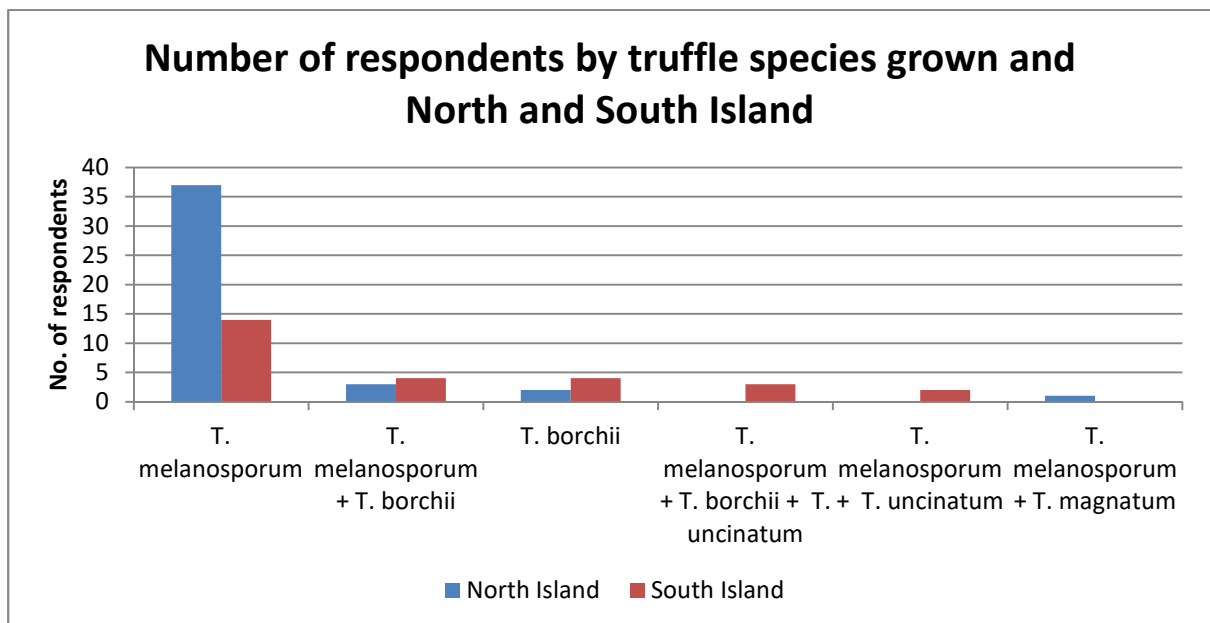 Number of respondents by truffle species grown and
North and South Island
No. of respondents
40
35
30
25
20
15
10
5
0
T.
melanosporum
T.
melanosporum
+ T. borchii
T. borchii
T.
melanosporum
+ T. borchii + T.
uncinatum
T.
melanosporum
+ T. uncinatum
T.
melanosporum
+ T. magnatum
North Island
South Island